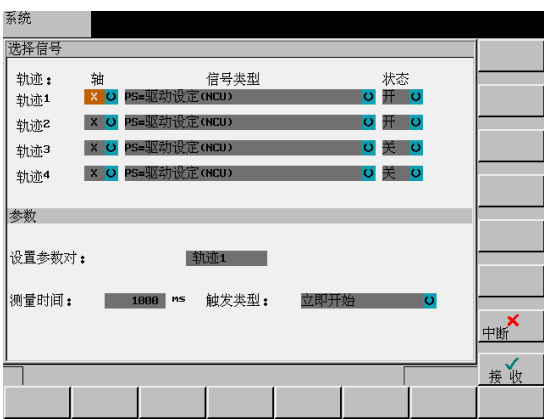 系统
选择信号
轨迹： 轴 信号类型 状态
轨迹1 X PS=驱动设定(NCU) 开
轨迹2 X PS=驱动设定(NCU) 开
轨迹3 X PS=驱动设定(NCU) 关
轨迹4 X PS=驱动设定(NCU) 关
参数
设置参数对： 轨迹1
测量时间： 1000 ms 触发类型： 立即开始
中断
接收